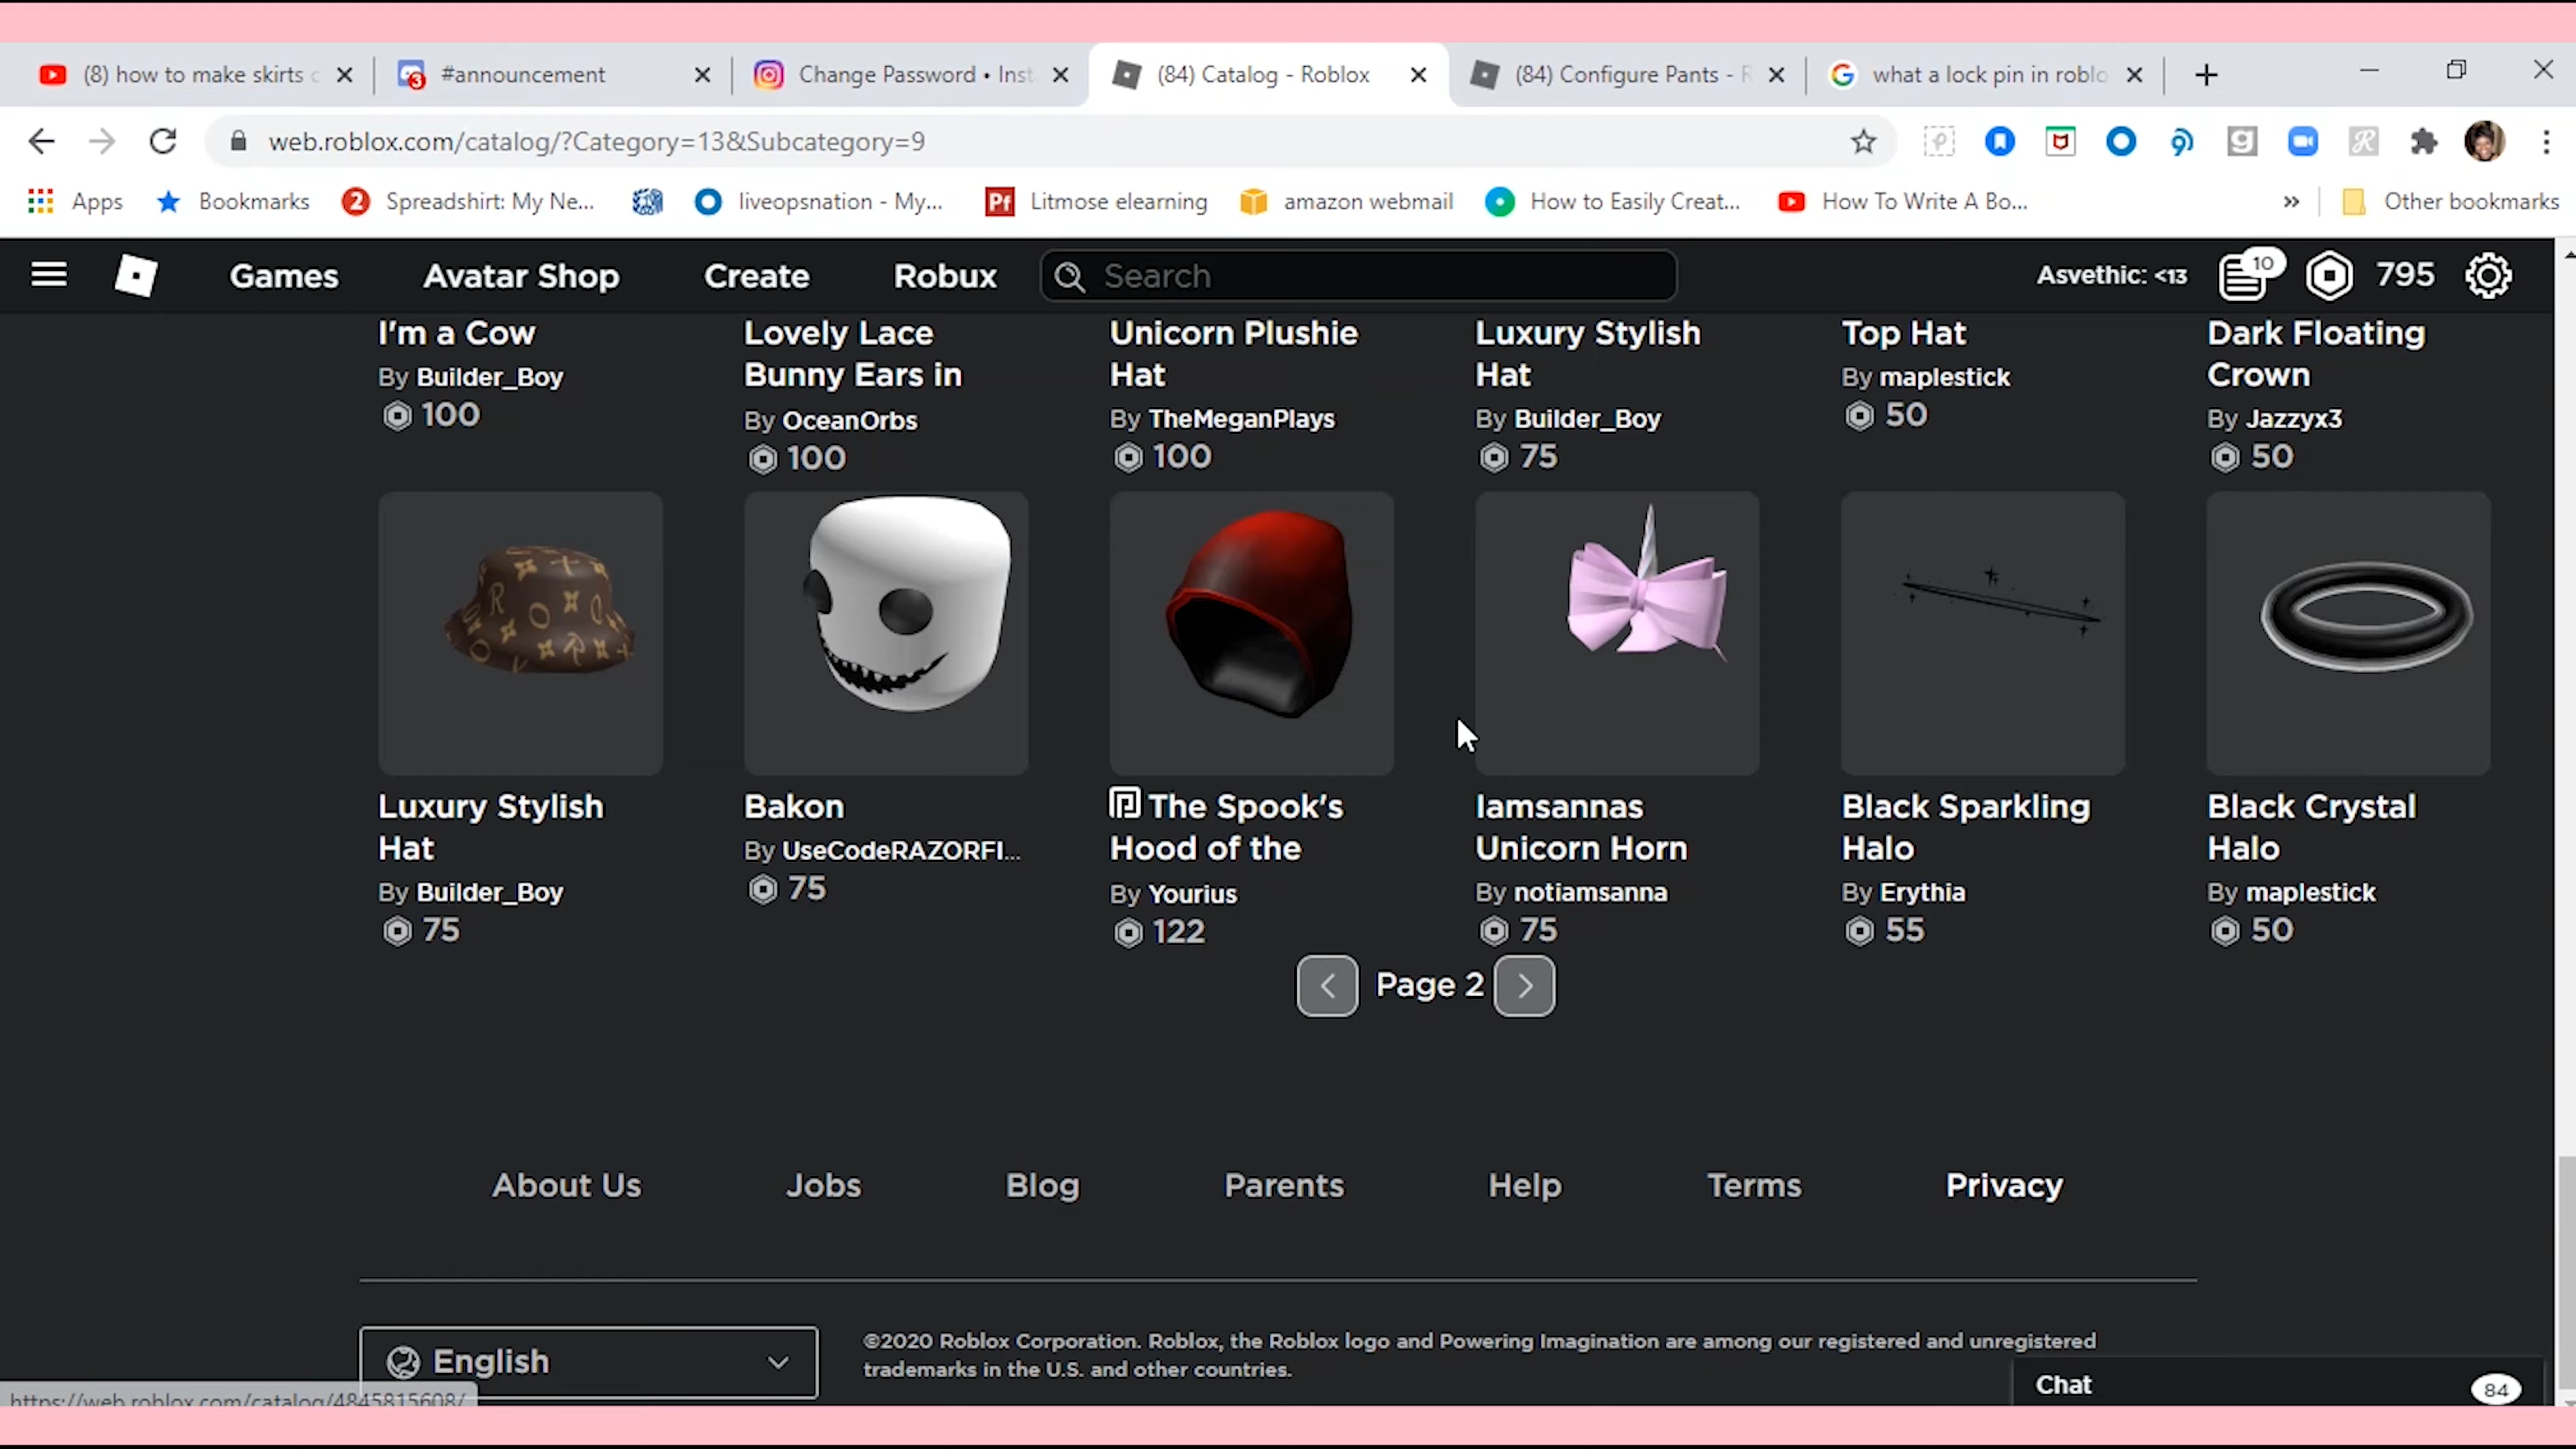 (8) how to make skirts
#announcement
Change Password • Inst
(84) Catalog - Roblox
(84) Configure Pants - R
what a lock pin in roblo
web.roblox.com/catalog/?Category=13&Subcategory=9
Apps
Bookmarks
Spreadshirt: My Ne...
liveopsnation - My...
Litmose elearning
amazon webmail
How to Easily Creat...
How To Write A Bo...
»
Other bookmarks
Games
Avatar Shop
Create
Robux
Search
Asvethic: <13
10
795
I'm a Cow
By Builder_Boy
100
Lovely Lace
Bunny Ears in
By OceanOrbs
100
Unicorn Plushie
Hat
By TheMeganPlays
100
Luxury Stylish
Hat
By Builder_Boy
75
Top Hat
By maplestick
50
Dark Floating
Crown
By Jazzyx3
50
Luxury Stylish
Hat
By Builder_Boy
75
Bakon
By UseCodeRAZORFI...
75
The Spook's
Hood of the
By Yourius
122
Iamsannas
Unicorn Horn
By notiamsanna
75
Black Sparkling
Halo
By Erythia
55
Black Crystal
Halo
By maplestick
50
Page 2
About Us
Jobs
Blog
Parents
Help
Terms
Privacy
English
©2020 Roblox Corporation. Roblox, the Roblox logo and Powering Imagination are among our registered and unregistered
trademarks in the U.S. and other countries.
Chat
84
https://web.roblox.com/catalog/4845815608/